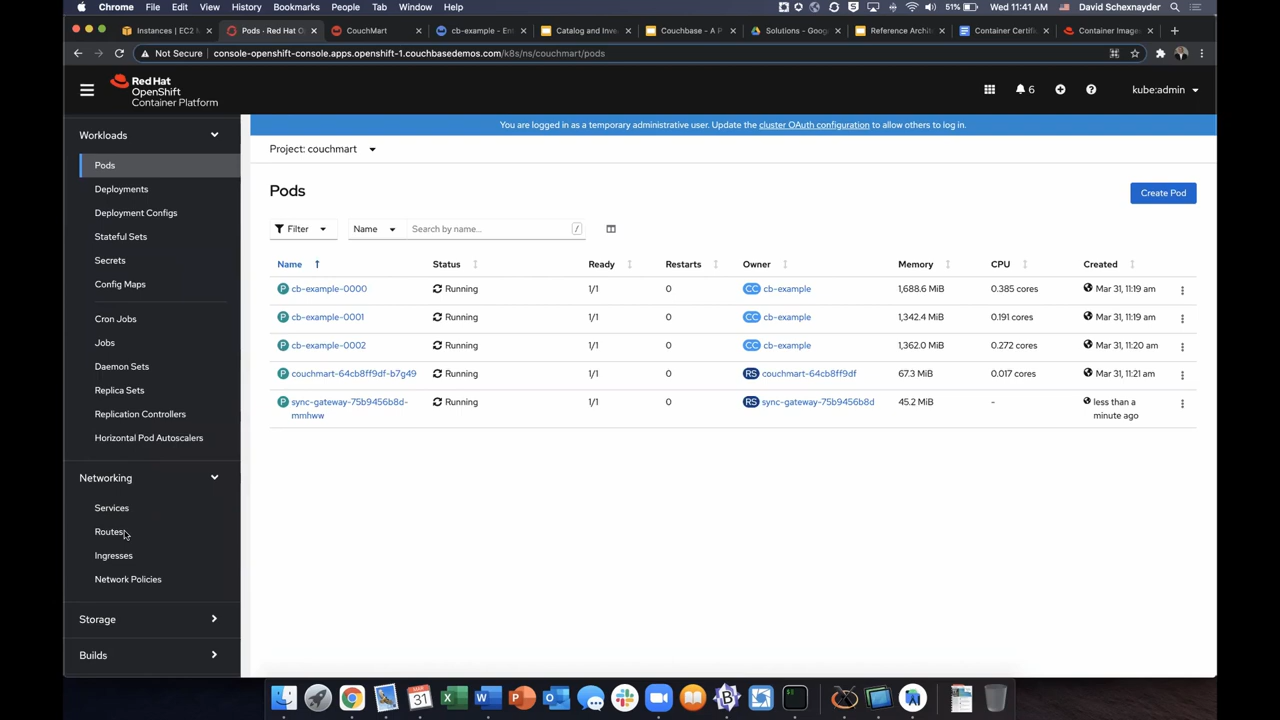 Chrome File Edit View History Bookmarks People Tab Window Help
51% Wed 11:41 AM David Schexnayder
Instances | EC2 M
Pods · Red Hat O
CouchMart
cb-example - En
Catalog and Inve
Couchbase - A P
Solutions - Goog
Reference Archit
Container Certifi
Container Images
Not Secure console-openshift-console.apps.openshift-1.couchbasedemos.com/k8s/ns/couchmart/pods
Red Hat
OpenShift
Container Platform
6
kube:admin
You are logged in as a temporary administrative user. Update the cluster OAuth configuration to allow others to log in.
Project: couchmart
Workloads
Pods
Deployments
Deployment Configs
Stateful Sets
Secrets
Config Maps
Cron Jobs
Jobs
Daemon Sets
Replica Sets
Replication Controllers
Horizontal Pod Autoscalers
Networking
Services
Routes
Ingresses
Network Policies
Storage
Builds
Pods
Create Pod
Filter Name Search by name... /
Name Status Ready Restarts Owner Memory CPU Created
P cb-example-0000 Running 1/1 0 CC cb-example 1,688.6 MiB 0.385 cores Mar 31, 11:19 am
P cb-example-0001 Running 1/1 0 CC cb-example 1,342.4 MiB 0.191 cores Mar 31, 11:19 am
P cb-example-0002 Running 1/1 0 CC cb-example 1,362.0 MiB 0.272 cores Mar 31, 11:20 am
P couchmart-64cb8ff9df-b7g49 Running 1/1 0 RS couchmart-64cb8ff9df 67.3 MiB 0.017 cores Mar 31, 11:21 am
P sync-gateway-75b9456b8d- Running 1/1 0 RS sync-gateway-75b9456b8d 45.2 MiB - less than a
mmhww minute ago